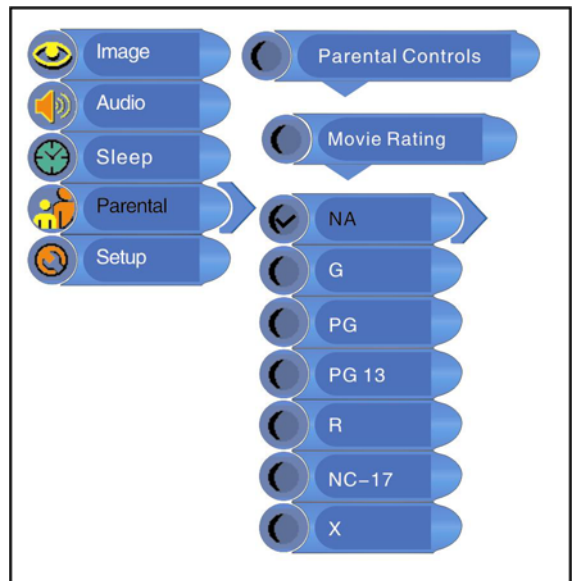 Image
Audio
Sleep
Parental
Setup
Parental Controls
Movie Rating
NA
G
PG
PG 13
R
NC–17
X